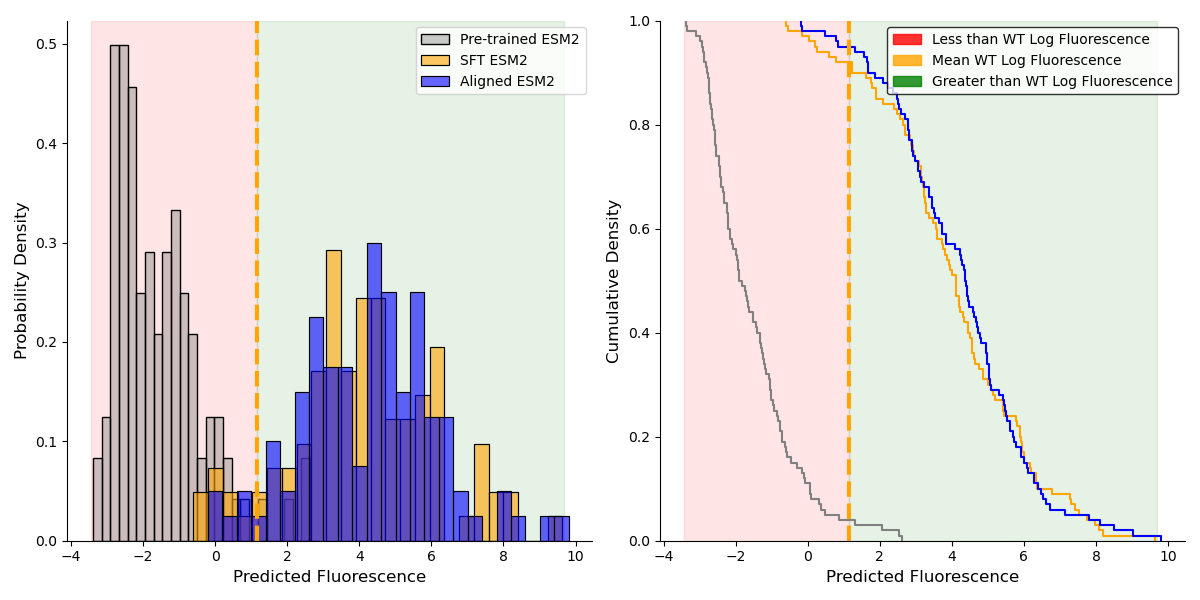 Probability Density
0.5
0.4
0.3
0.2
0.1
0.0
Pre-trained ESM2
SFT ESM2
Aligned ESM2
−4
−2
0
2
4
6
8
10
Predicted Fluorescence
Cumulative Density
1.0
0.8
0.6
0.4
0.2
0.0
Less than WT Log Fluorescence
Mean WT Log Fluorescence
Greater than WT Log Fluorescence
−4
−2
0
2
4
6
8
10
Predicted Fluorescence